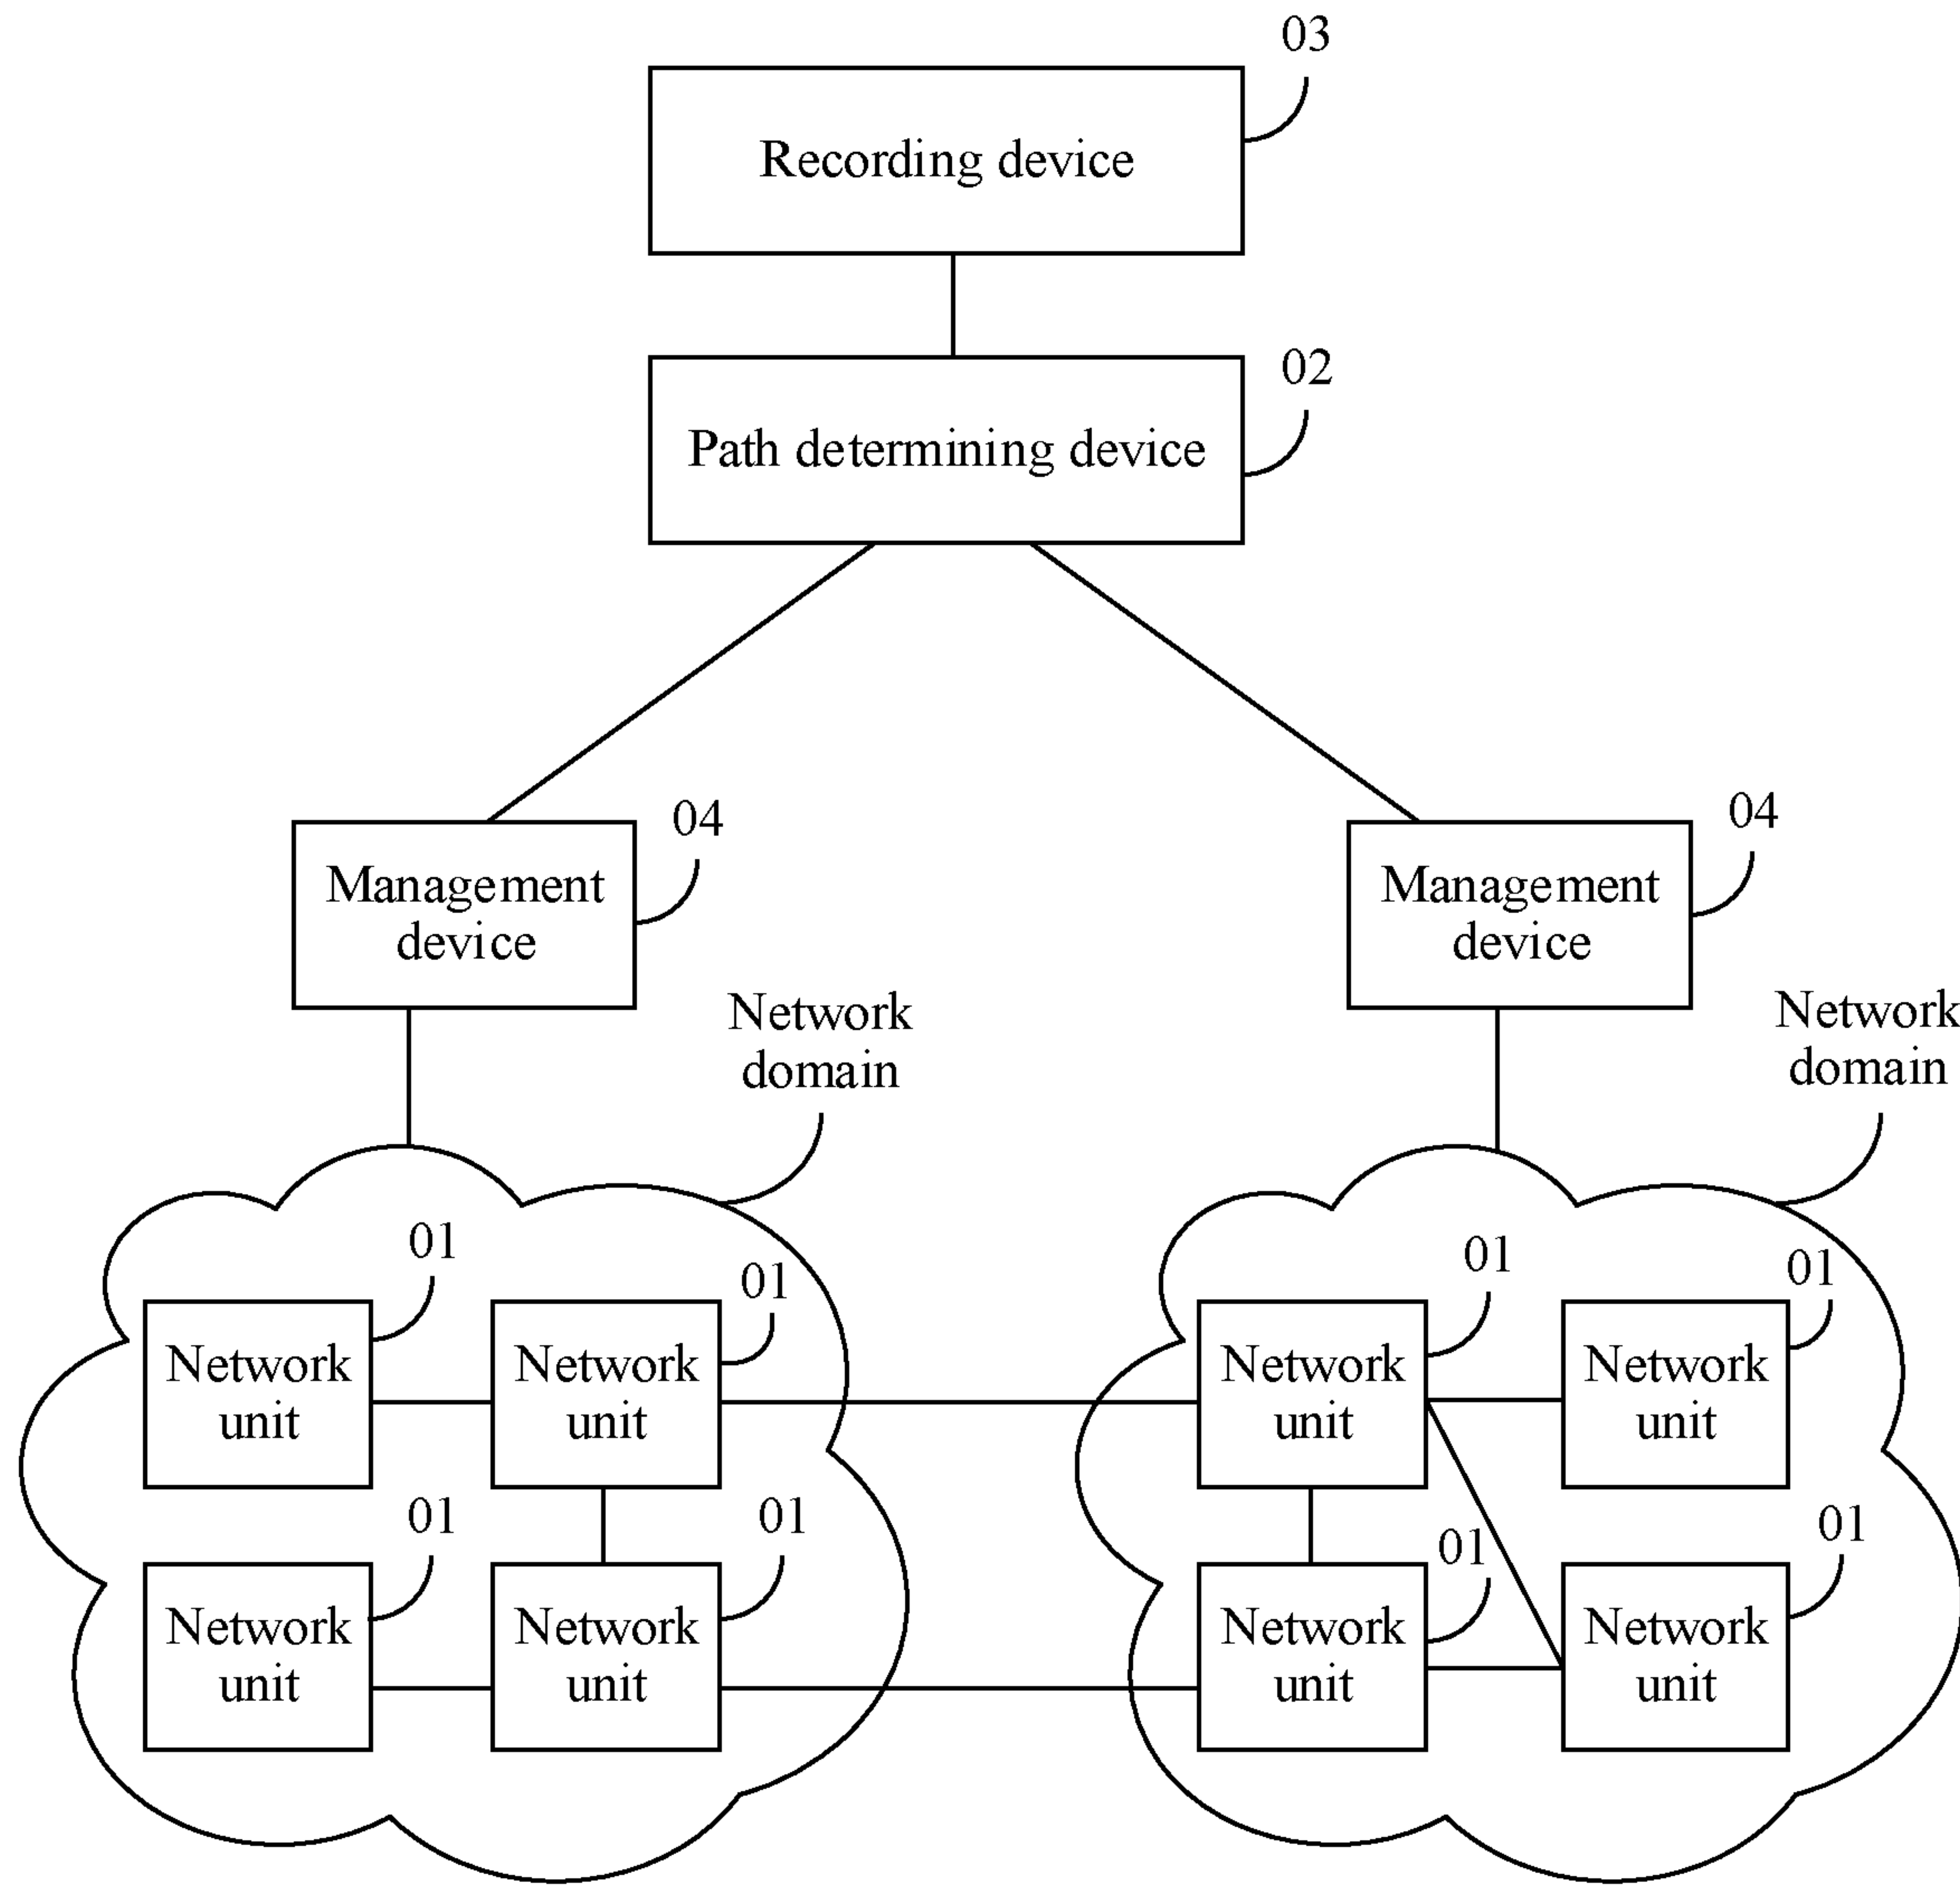 03
Recording device
02
Path determining device
04
Management
device
04
Management
device
Network
domain
Network
domain
01
Network
unit
01
Network
unit
01
Network
unit
01
Network
unit
01
Network
unit
01
Network
unit
01
Network
unit
01
Network
unit